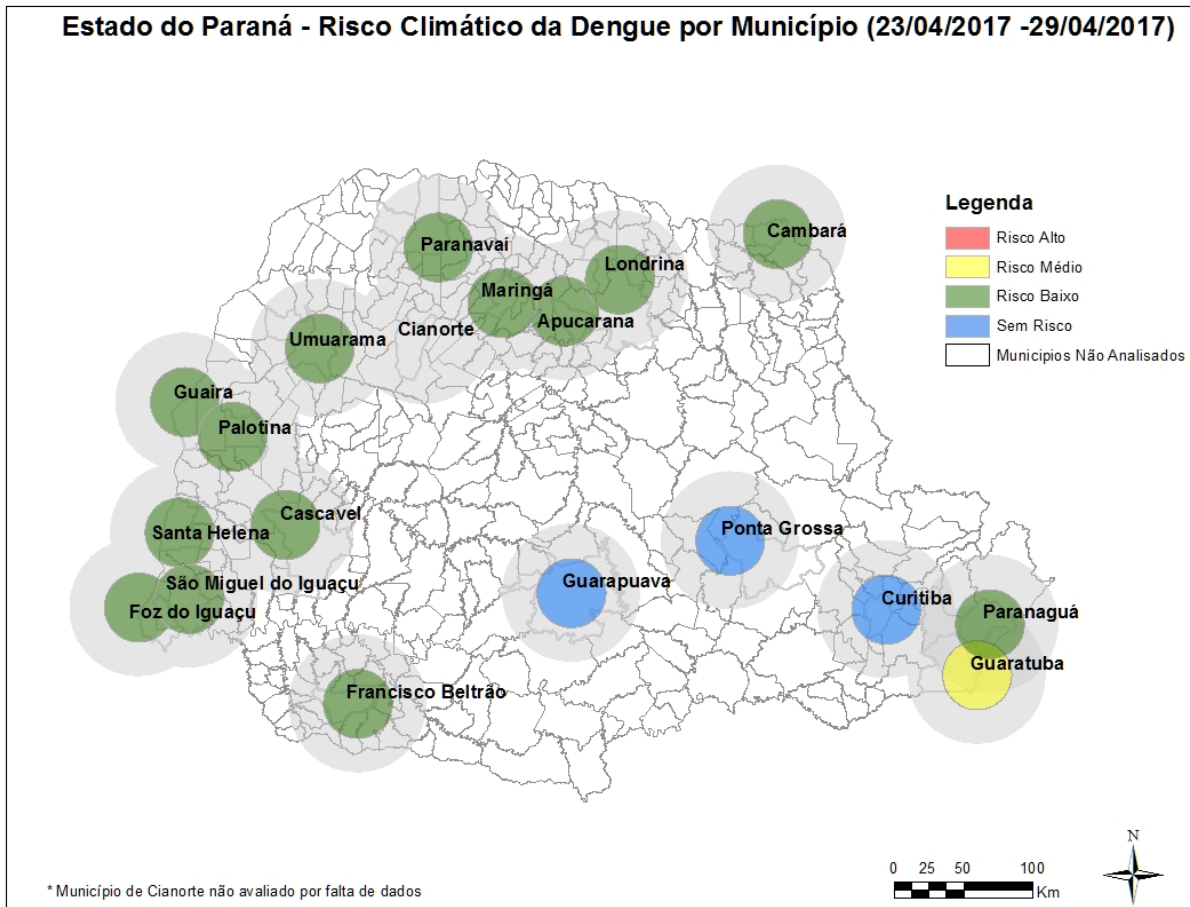 Estado do Paraná - Risco Climático da Dengue por Município (23/04/2017 -29/04/2017)
Legenda
Risco Alto
Risco Médio
Risco Baixo
Sem Risco
Municipios Não Analisados
Cambará
Paranavaí
Londrina
Maringá
Apucarana
Cianorte
Umuarama
Guaira
Palotina
Cascavel
Santa Helena
Ponta Grossa
São Miguel do Iguaçu
Foz do Iguaçu
Guarapuava
Curitiba
Paranaguá
Guaratuba
Francisco Beltrão
N
0 25 50 100
Km
* Município de Cianorte não avaliado por falta de dados